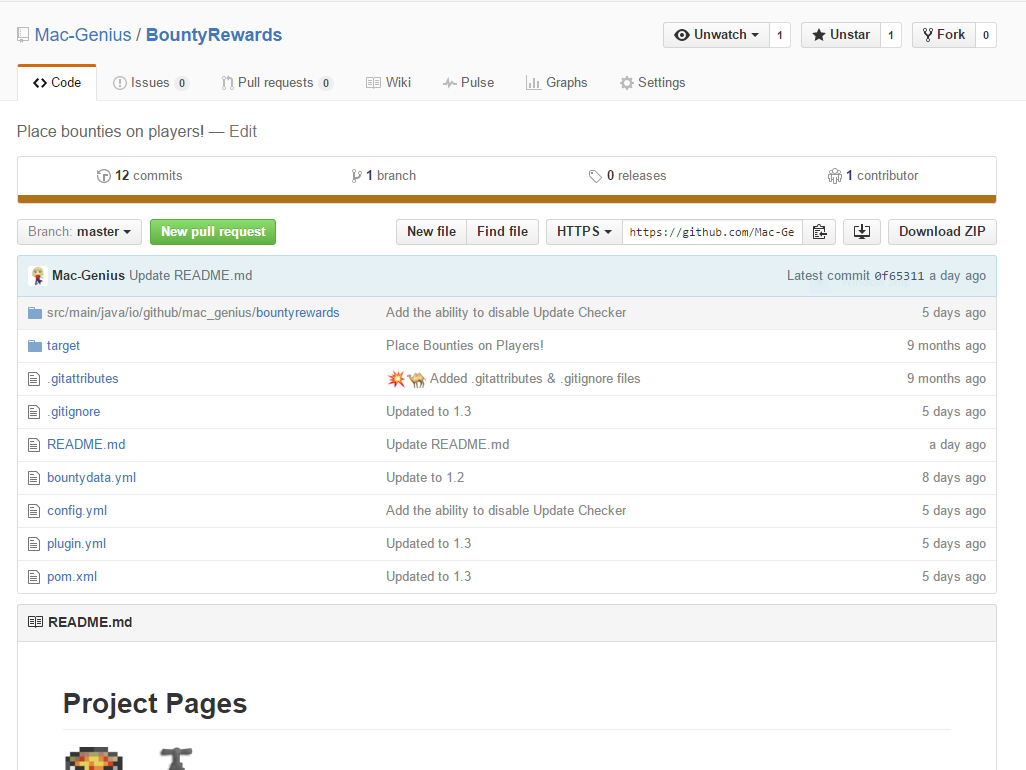 Mac-Genius / BountyRewards Unwatch 1 Unstar 1 Fork 0
Code Issues 0 Pull requests 0 Wiki Pulse Graphs Settings
Place bounties on players! — Edit
12 commits 1 branch 0 releases 1 contributor
Branch: master New pull request New file Find file HTTPS https://github.com/Mac-Ge Download ZIP
Mac-Genius Update README.md Latest commit 0f65311 a day ago
src/main/java/io/github/mac_genius/bountyrewards Add the ability to disable Update Checker 5 days ago
target Place Bounties on Players! 9 months ago
.gitattributes 💥🐫 Added .gitattributes & .gitignore files 9 months ago
.gitignore Updated to 1.3 5 days ago
README.md Update README.md a day ago
bountydata.yml Update to 1.2 8 days ago
config.yml Add the ability to disable Update Checker 5 days ago
plugin.yml Updated to 1.3 5 days ago
pom.xml Updated to 1.3 5 days ago
README.md
Project Pages